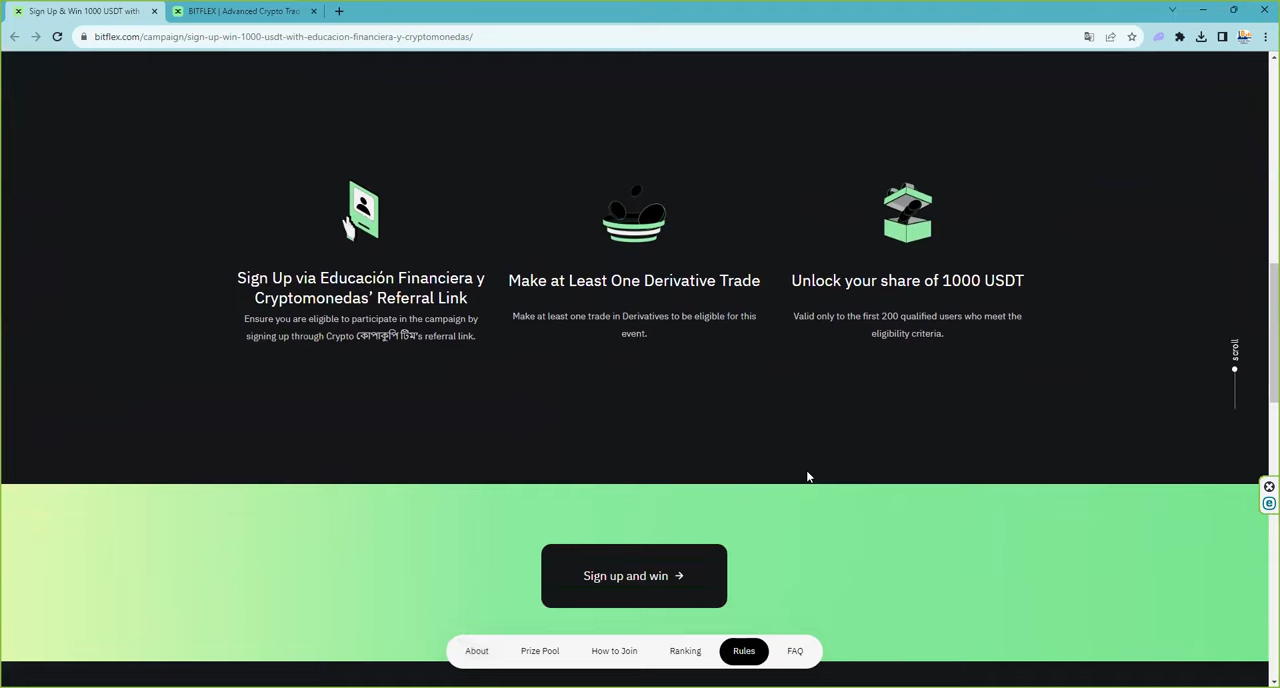 Sign Up & Win 1000 USDT with
BITFLEX | Advanced Crypto Trac
bitflex.com/campaign/sign-up-win-1000-usdt-with-educacion-financiera-y-cryptomonedas/
Sign Up via Educación Financiera y
Cryptomonedas’ Referral Link
Ensure you are eligible to participate in the campaign by
signing up through Crypto কোপাকুপি টিম's referral link.
Make at Least One Derivative Trade
Make at least one trade in Derivatives to be eligible for this
event.
Unlock your share of 1000 USDT
Valid only to the first 200 qualified users who meet the
eligibility criteria.
scroll
Sign up and win →
About
Prize Pool
How to Join
Ranking
Rules
FAQ